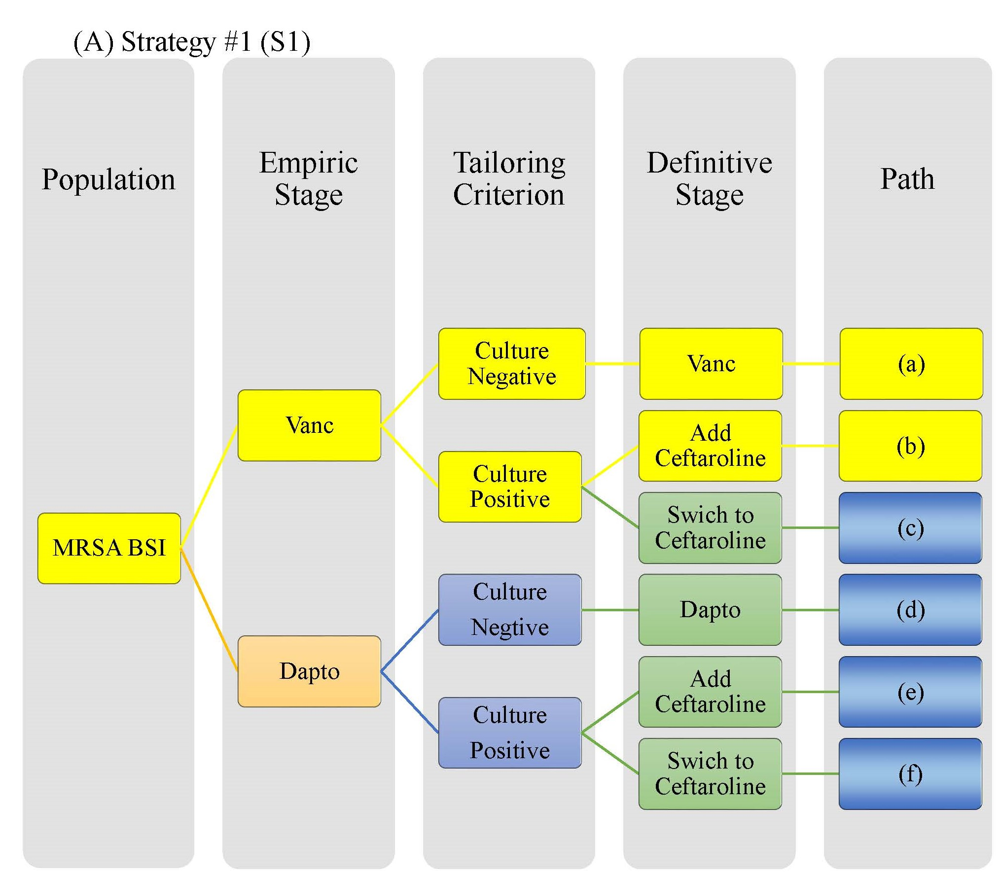 (A) Strategy #1 (S1)
Population
Empiric
Stage
Tailoring
Criterion
Definitive
Stage
Path
MRSA BSI
Vanc
Dapto
Culture
Negative
Culture
Positive
Culture
Negtive
Culture
Positive
Vanc
Add
Ceftaroline
Swich to
Ceftaroline
Dapto
Add
Ceftaroline
Swich to
Ceftaroline
(a)
(b)
(c)
(d)
(e)
(f)